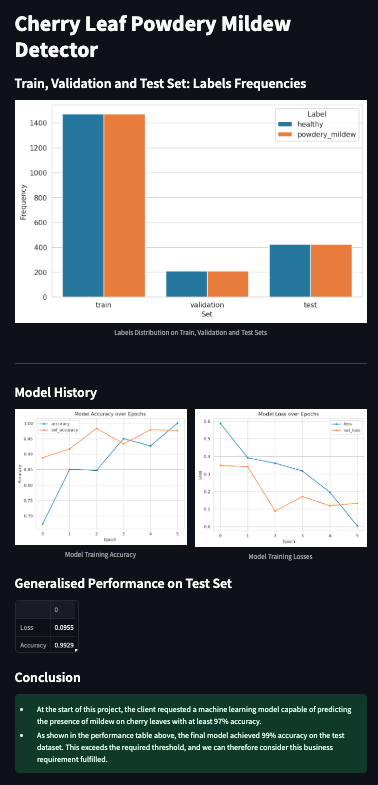 Cherry Leaf Powdery Mildew
Detector
Train, Validation and Test Set: Labels Frequencies
Label
healthy
powdery_mildew
1400
1200
1000
800
600
400
200
0
Frequency
train
validation
test
Set
Labels Distribution on Train, Validation and Test Sets
Model History
Model Accuracy over Epochs
accuracy
val_accuracy
1.00
0.95
0.90
0.85
0.80
0.75
0.70
Accuracy
0 1 2 3 4 5
Epoch
Model Training Accuracy
Model Loss over Epochs
loss
val_loss
0.6
0.5
0.4
0.3
0.2
0.1
0.0
Loss
0 1 2 3 4 5
Epoch
Model Training Losses
Generalised Performance on Test Set
0
Loss 0.0955
Accuracy 0.9929
Conclusion
• At the start of this project, the client requested a machine learning model capable of predicting
the presence of mildew on cherry leaves with at least 97% accuracy.
• As shown in the performance table above, the final model achieved 99% accuracy on the test
dataset. This exceeds the required threshold, and we can therefore consider this business
requirement fulfilled.